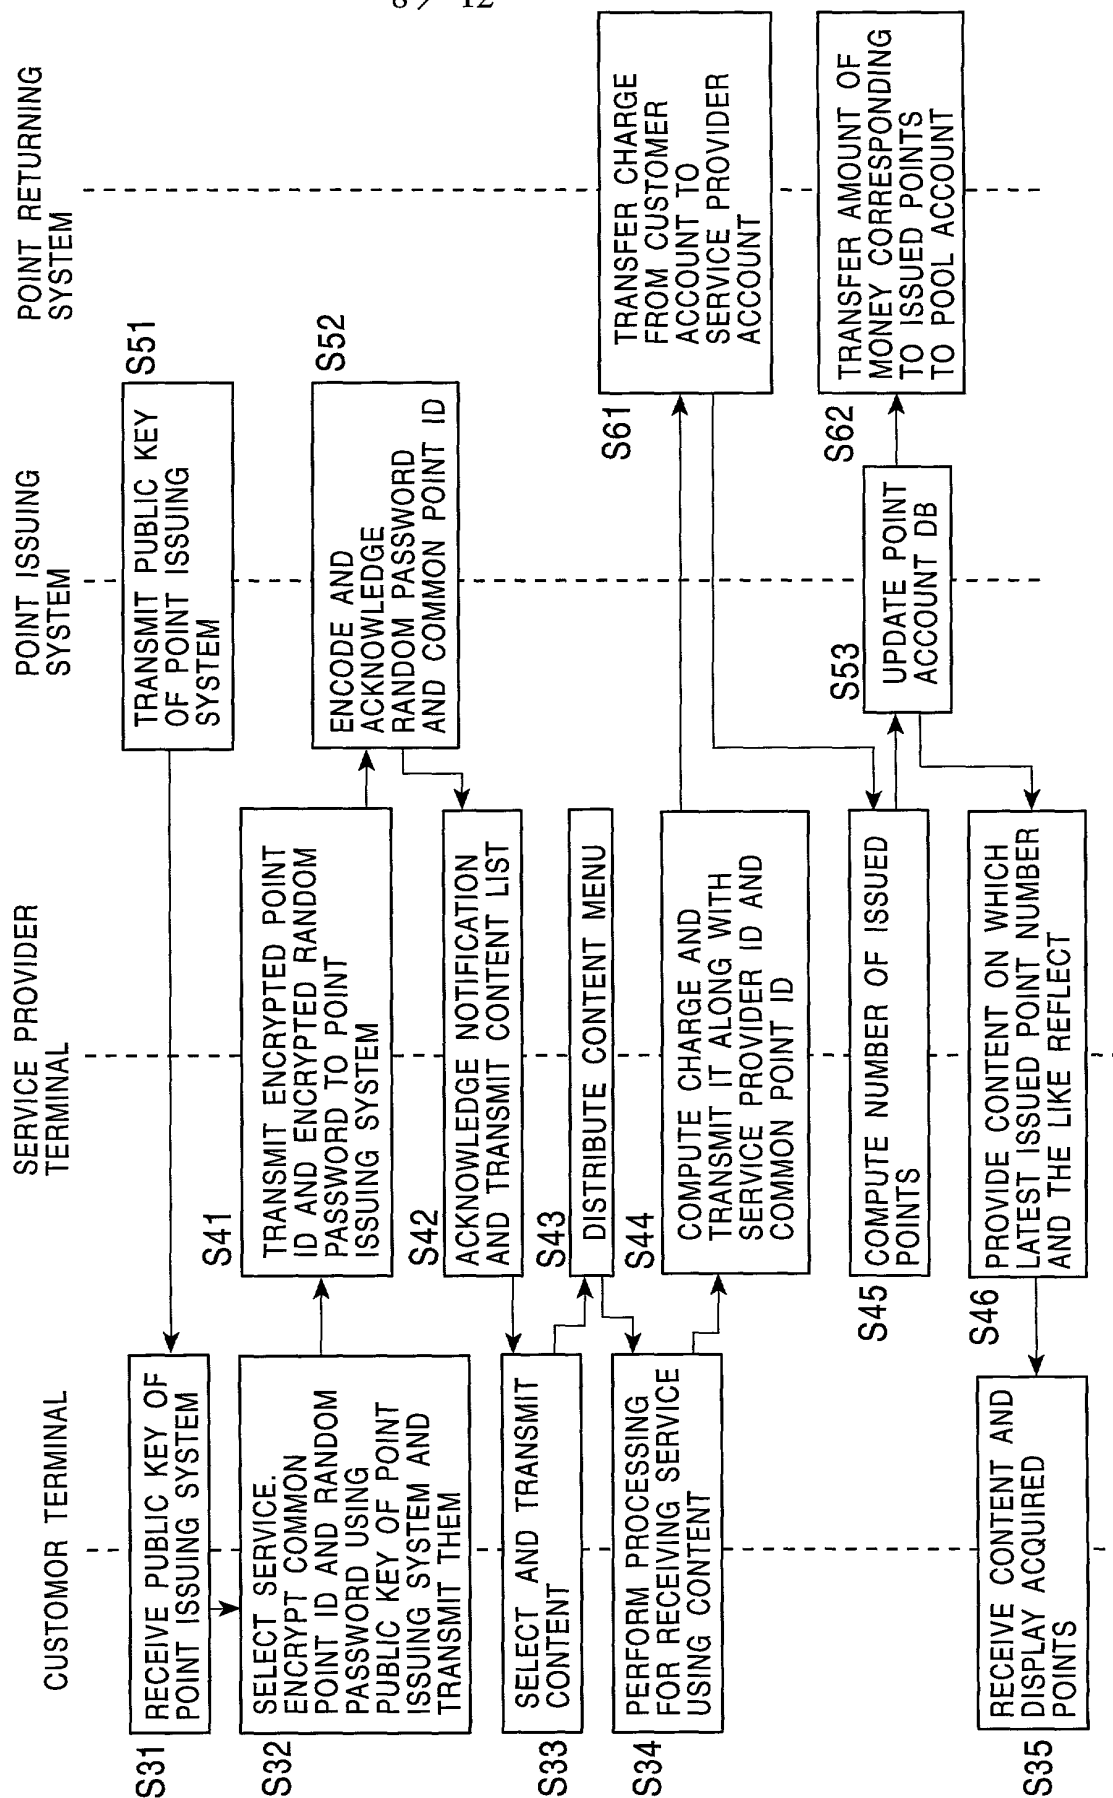 8 / 12
CUSTOMOR TERMINAL
SERVICE PROVIDER
TERMINAL
POINT ISSUING
SYSTEM
POINT RETURNING
SYSTEM
S31
RECEIVE PUBLIC KEY OF
POINT ISSUING SYSTEM
S51
TRANSMIT PUBLIC KEY
OF POINT ISSUING
SYSTEM
S32
SELECT SERVICE.
ENCRYPT COMMON
POINT ID AND RANDOM
PASSWORD USING
PUBLIC KEY OF POINT
ISSUING SYSTEM AND
TRANSMIT THEM
S41
TRANSMIT ENCRYPTED POINT
ID AND ENCRYPTED RANDOM
PASSWORD TO POINT
ISSUING SYSTEM
S52
ENCODE AND
ACKNOWLEDGE
RANDOM PASSWORD
AND COMMON POINT ID
S42
ACKNOWLEDGE NOTIFICATION
AND TRANSMIT CONTENT LIST
S33
SELECT AND TRANSMIT
CONTENT
S43
DISTRIBUTE CONTENT MENU
S34
PERFORM PROCESSING
FOR RECEIVING SERVICE
USING CONTENT
S44
COMPUTE CHARGE AND
TRANSMIT IT ALONG WITH
SERVICE PROVIDER ID AND
COMMON POINT ID
S61
TRANSFER CHARGE
FROM CUSTOMER
ACCOUNT TO
SERVICE PROVIDER
ACCOUNT
S45
COMPUTE NUMBER OF ISSUED
POINTS
S53
UPDATE POINT
ACCOUNT DB
S62
TRANSFER AMOUNT OF
MONEY CORRESPONDING
TO ISSUED POINTS
TO POOL ACCOUNT
S46
PROVIDE CONTENT ON WHICH
LATEST ISSUED POINT NUMBER
AND THE LIKE REFLECT
S35
RECEIVE CONTENT AND
DISPLAY ACQUIRED
POINTS